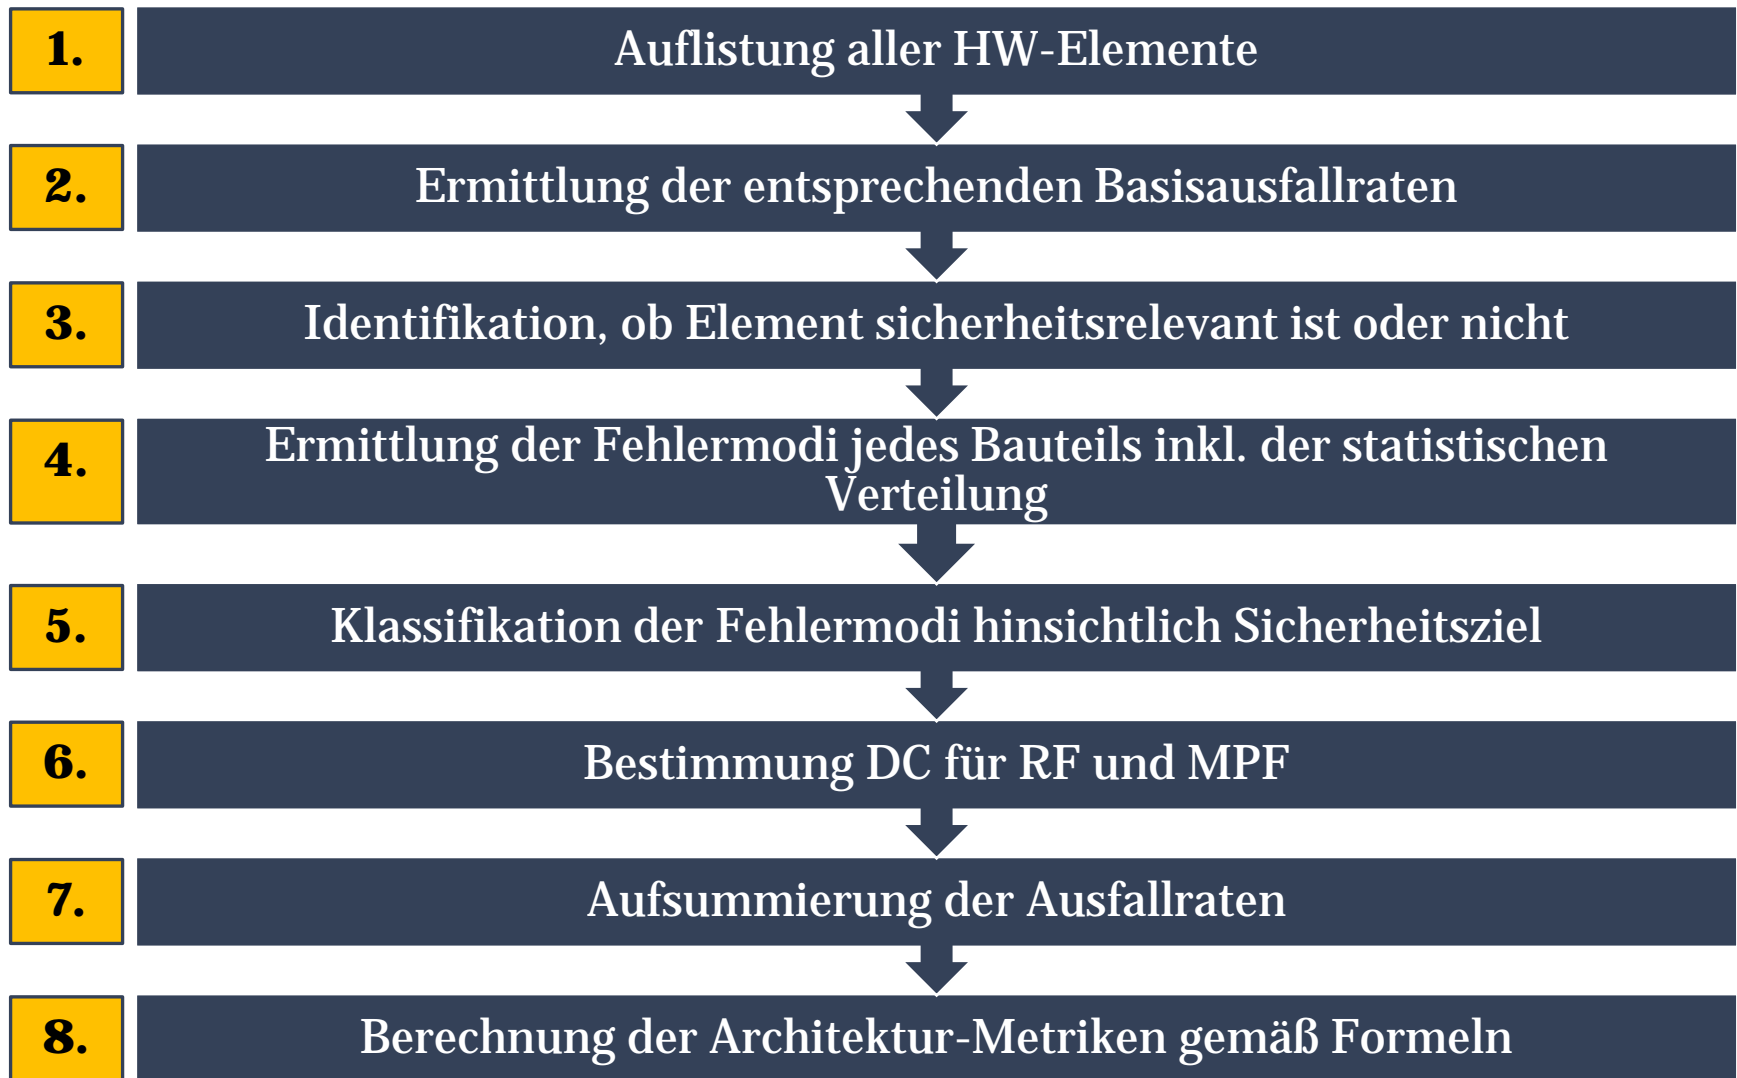 1.
Auflistung aller HW-Elemente
2.
Ermittlung der entsprechenden Basisausfallraten
3.
Identifikation, ob Element sicherheitsrelevant ist oder nicht
4.
Ermittlung der Fehlermodi jedes Bauteils inkl. der statistischen
Verteilung
5.
Klassifikation der Fehlermodi hinsichtlich Sicherheitsziel
6.
Bestimmung DC für RF und MPF
7.
Aufsummierung der Ausfallraten
8.
Berechnung der Architektur-Metriken gemäß Formeln